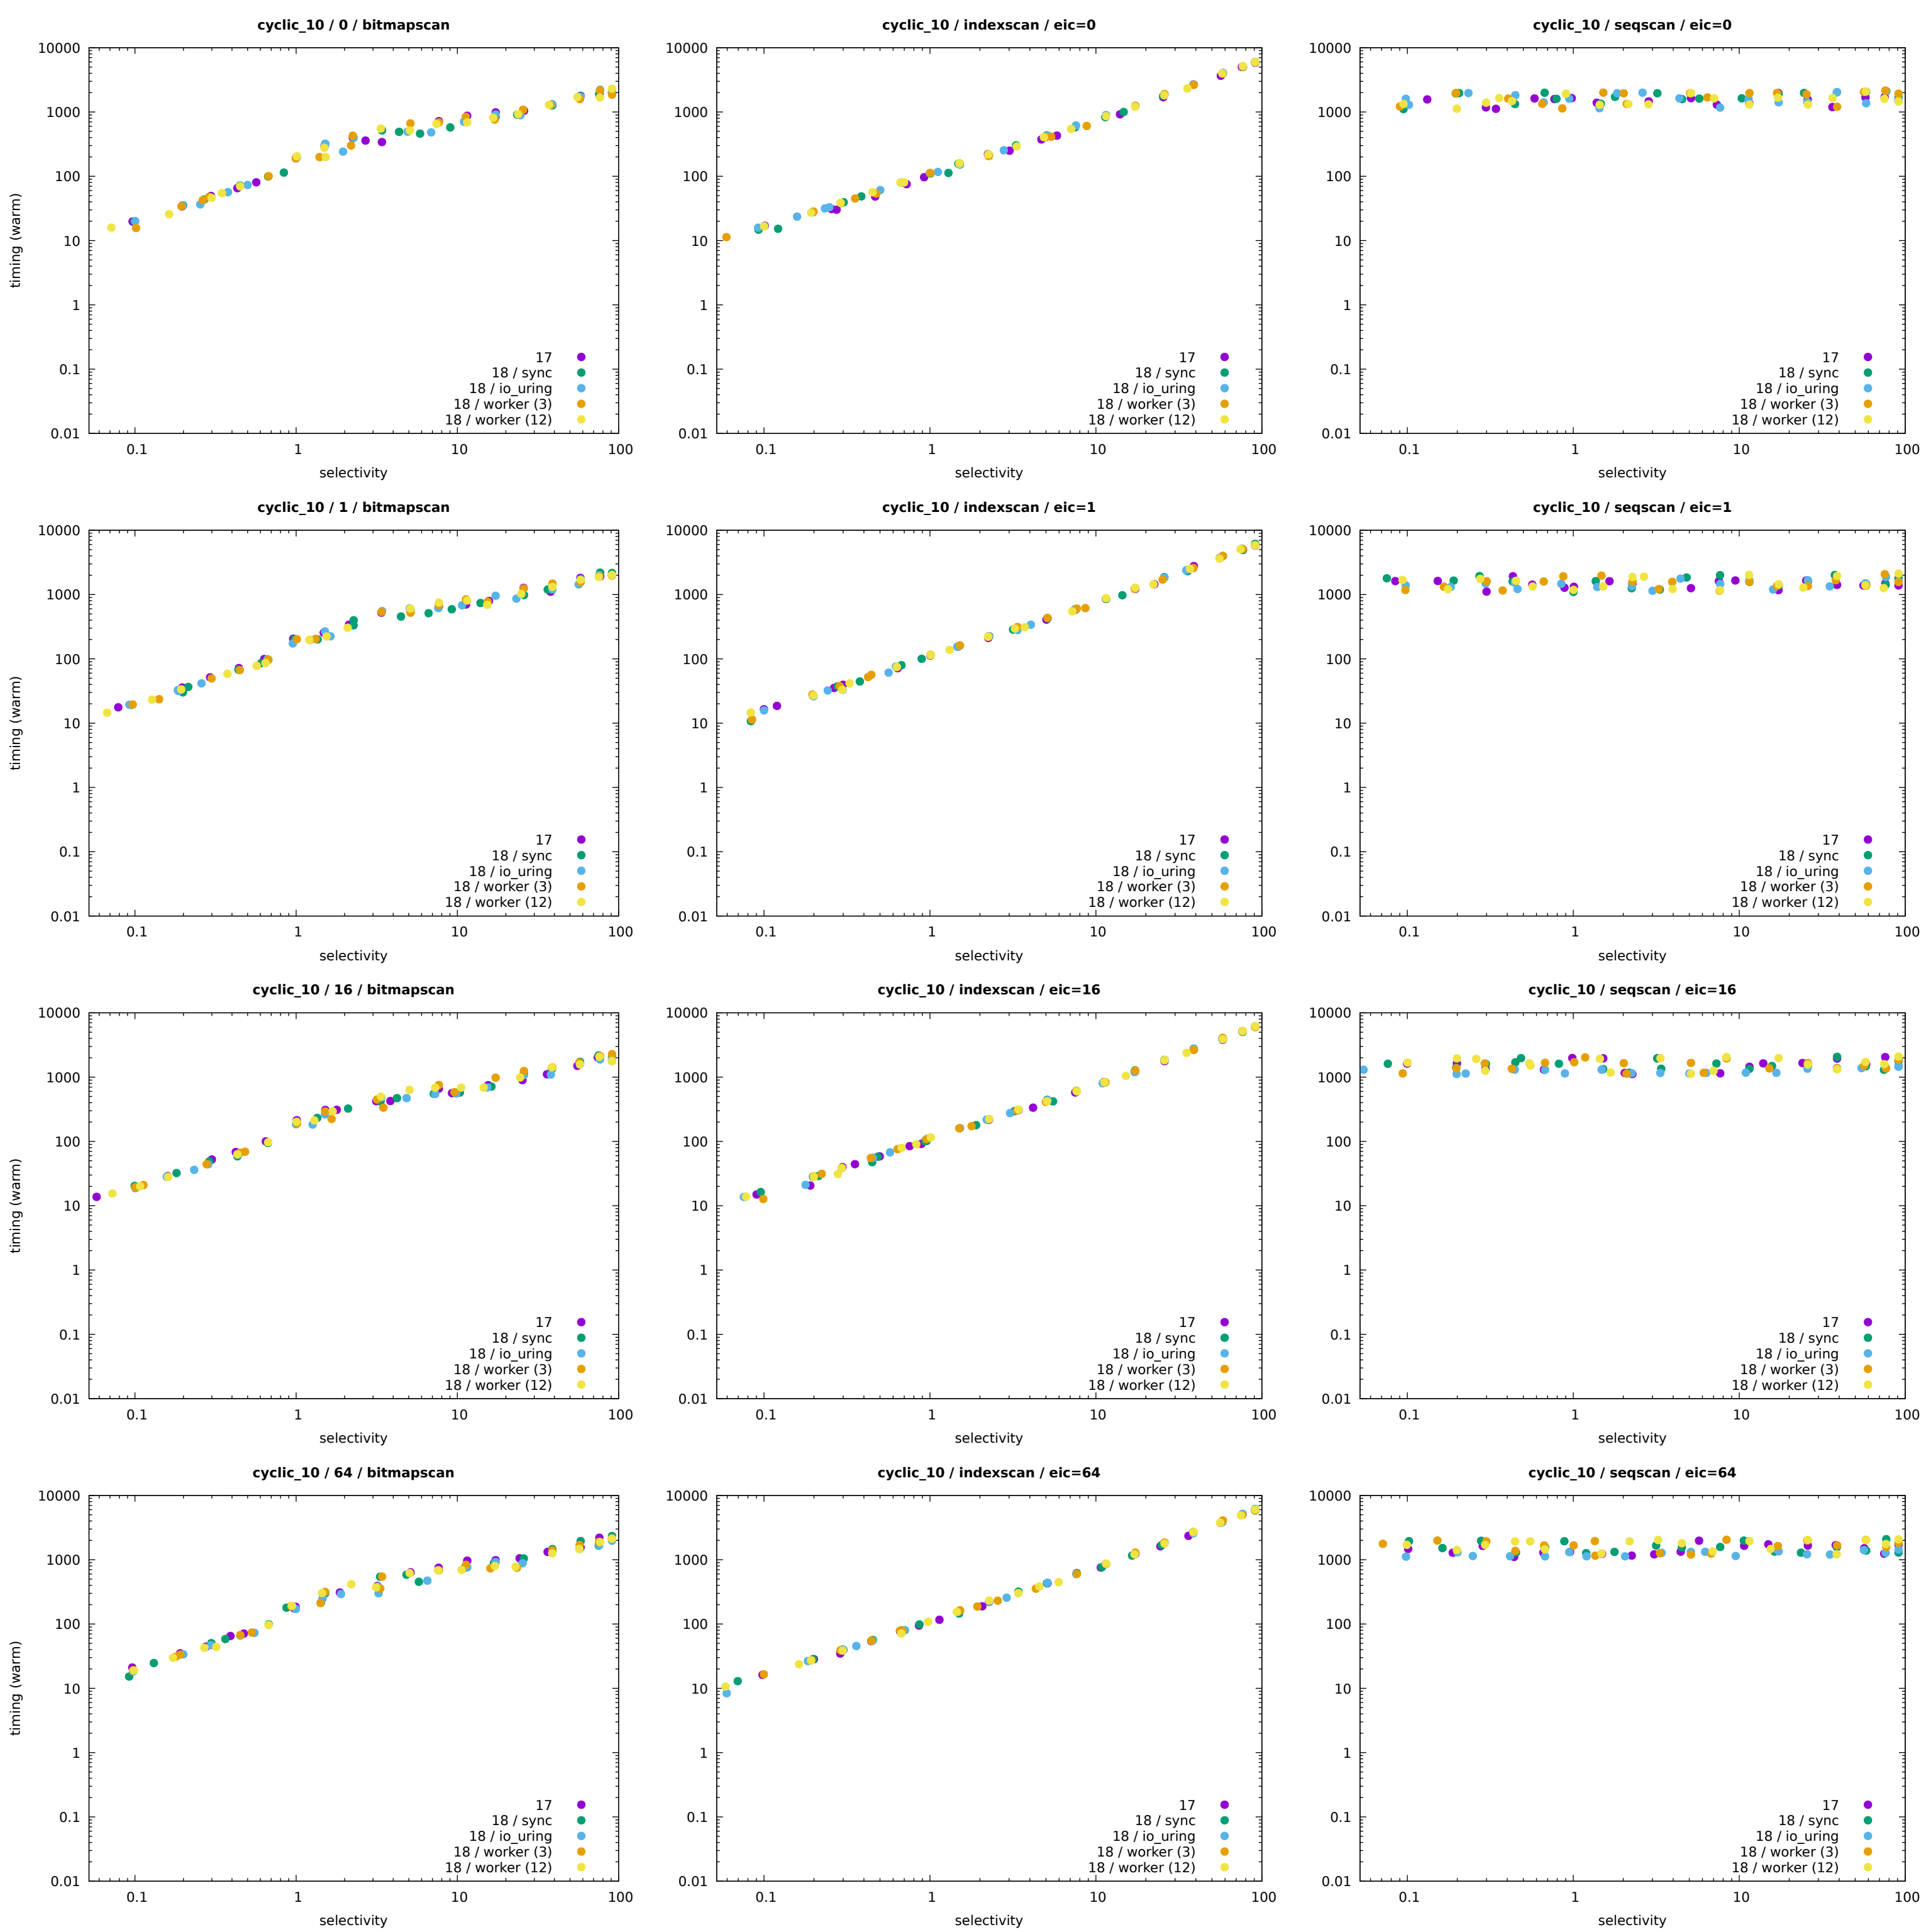 cyclic_10 / 0 / bitmapscan
timing (warm)
10000
1000
100
10
1
0.1
0.01
17
18 / sync
18 / io_uring
18 / worker (3)
18 / worker (12)
0.1 1 10 100
selectivity
cyclic_10 / indexscan / eic=0
10000
1000
100
10
1
0.1
0.01
17
18 / sync
18 / io_uring
18 / worker (3)
18 / worker (12)
0.1 1 10 100
selectivity
cyclic_10 / seqscan / eic=0
10000
1000
100
10
1
0.1
0.01
17
18 / sync
18 / io_uring
18 / worker (3)
18 / worker (12)
0.1 1 10 100
selectivity
cyclic_10 / 1 / bitmapscan
timing (warm)
10000
1000
100
10
1
0.1
0.01
17
18 / sync
18 / io_uring
18 / worker (3)
18 / worker (12)
0.1 1 10 100
selectivity
cyclic_10 / indexscan / eic=1
10000
1000
100
10
1
0.1
0.01
17
18 / sync
18 / io_uring
18 / worker (3)
18 / worker (12)
0.1 1 10 100
selectivity
cyclic_10 / seqscan / eic=1
10000
1000
100
10
1
0.1
0.01
17
18 / sync
18 / io_uring
18 / worker (3)
18 / worker (12)
0.1 1 10 100
selectivity
cyclic_10 / 16 / bitmapscan
timing (warm)
10000
1000
100
10
1
0.1
0.01
17
18 / sync
18 / io_uring
18 / worker (3)
18 / worker (12)
0.1 1 10 100
selectivity
cyclic_10 / indexscan / eic=16
10000
1000
100
10
1
0.1
0.01
17
18 / sync
18 / io_uring
18 / worker (3)
18 / worker (12)
0.1 1 10 100
selectivity
cyclic_10 / seqscan / eic=16
10000
1000
100
10
1
0.1
0.01
17
18 / sync
18 / io_uring
18 / worker (3)
18 / worker (12)
0.1 1 10 100
selectivity
cyclic_10 / 64 / bitmapscan
timing (warm)
10000
1000
100
10
1
0.1
0.01
17
18 / sync
18 / io_uring
18 / worker (3)
18 / worker (12)
0.1 1 10 100
selectivity
cyclic_10 / indexscan / eic=64
10000
1000
100
10
1
0.1
0.01
17
18 / sync
18 / io_uring
18 / worker (3)
18 / worker (12)
0.1 1 10 100
selectivity
cyclic_10 / seqscan / eic=64
10000
1000
100
10
1
0.1
0.01
17
18 / sync
18 / io_uring
18 / worker (3)
18 / worker (12)
0.1 1 10 100
selectivity